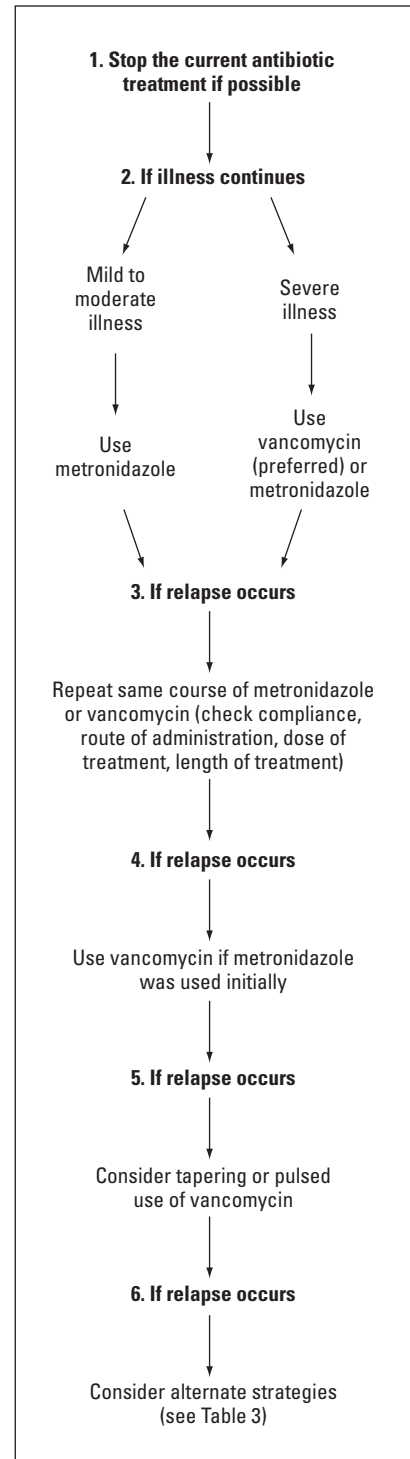 1. Stop the current antibiotic
treatment if possible
2. If illness continues
Mild to
moderate
illness
Severe
illness
Use
metronidazole
Use
vancomycin
(preferred) or
metronidazole
3. If relapse occurs
Repeat same course of metronidazole
or vancomycin (check compliance,
route of administration, dose of
treatment, length of treatment)
4. If relapse occurs
Use vancomycin if metronidazole
was used initially
5. If relapse occurs
Consider tapering or pulsed
use of vancomycin
6. If relapse occurs
Consider alternate strategies
(see Table 3)